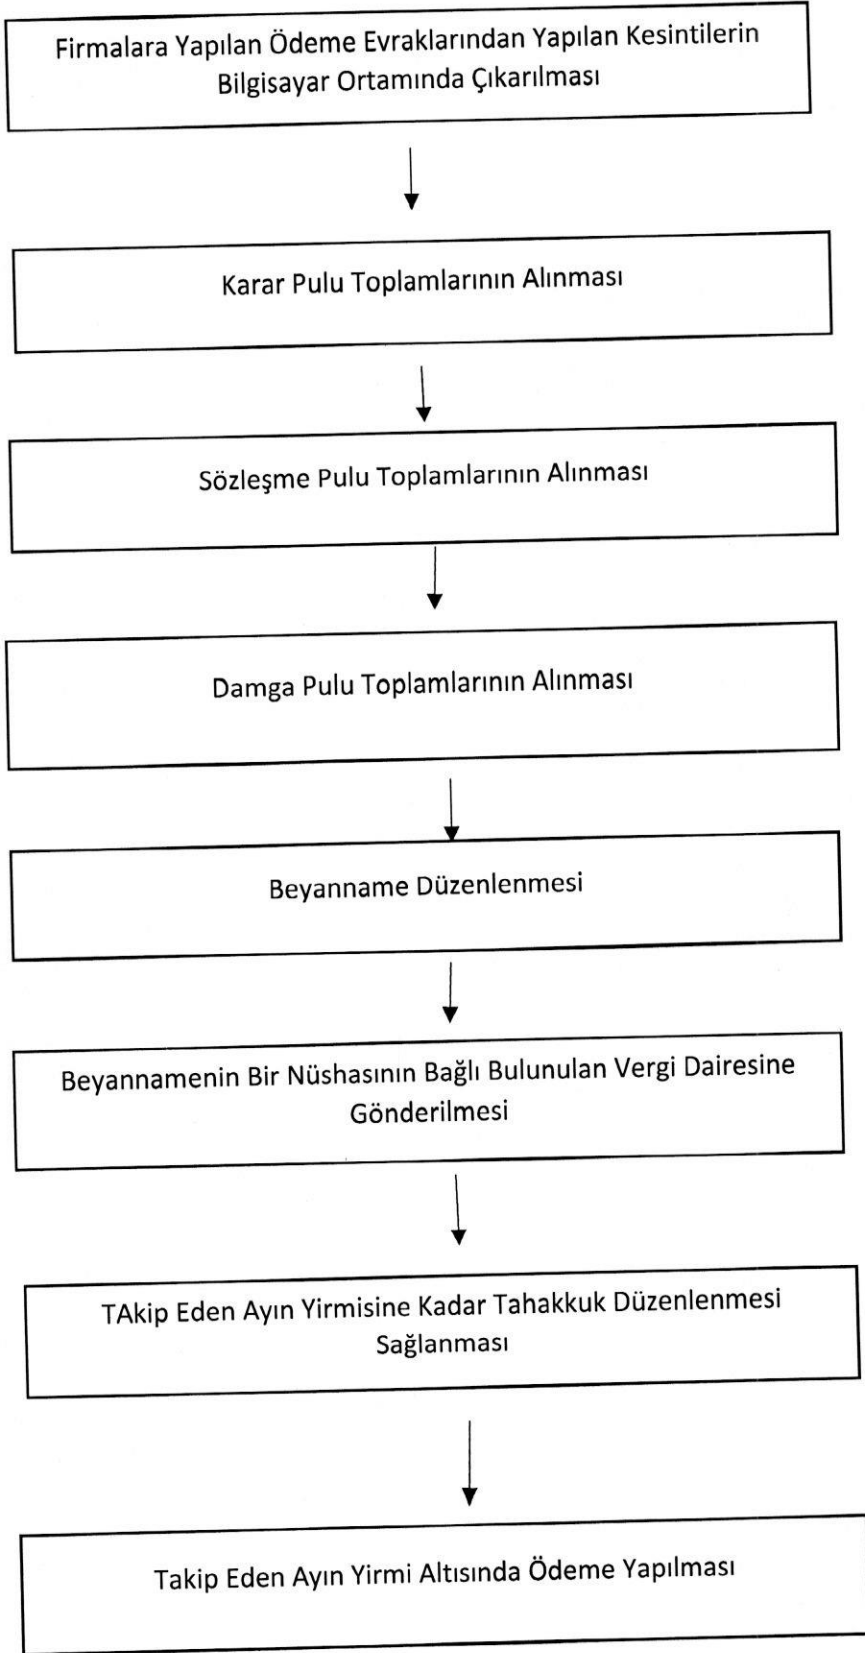 Firmalara Yapılan Ödeme Evraklarından Yapılan Kesintilerin
Bilgisayar Ortamında Çıkarılması
Karar Pulu Toplamlarının Alınması
Sözleşme Pulu Toplamlarının Alınması
Damga Pulu Toplamlarının Alınması
Beyanname Düzenlenmesi
Beyannamenin Bir Nüshasının Bağlı Bulunulan Vergi Dairesine
Gönderilmesi
TAkip Eden Ayın Yirmisine Kadar Tahakkuk Düzenlenmesi
Sağlanması
Takip Eden Ayın Yirmi Altısında Ödeme Yapılması